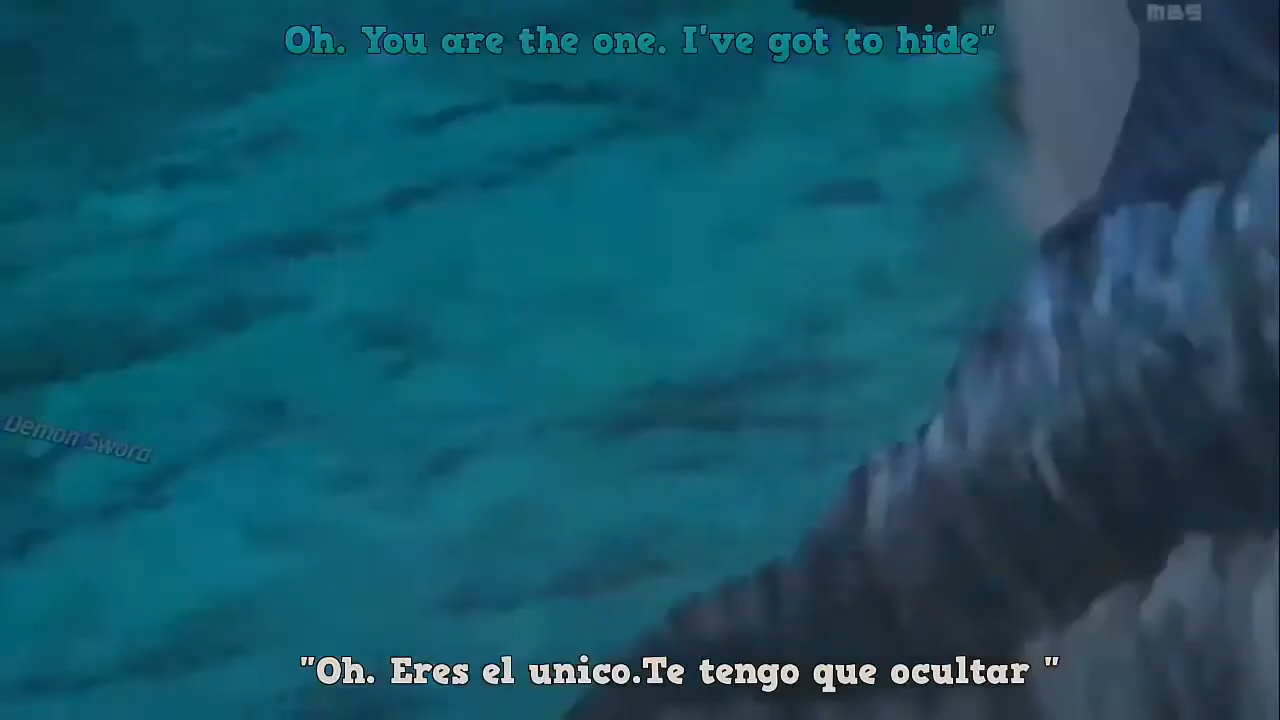 MBS
Oh. You are the one. I've got to hide"
Demon Sword
"Oh. Eres el unico.Te tengo que ocultar "